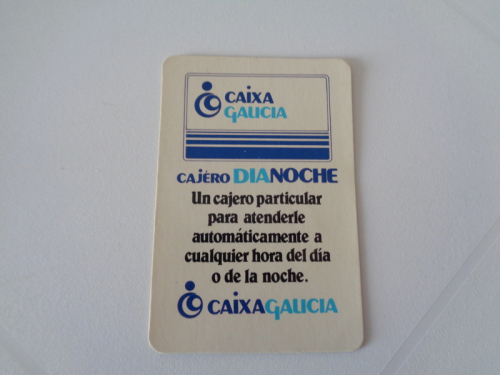 CAIXA
GALICIA
CAJERO DIANOCHE
Un cajero particular
para atenderle
automáticamente a
cualquier hora del día
o de la noche.
CAIXAGALICIA